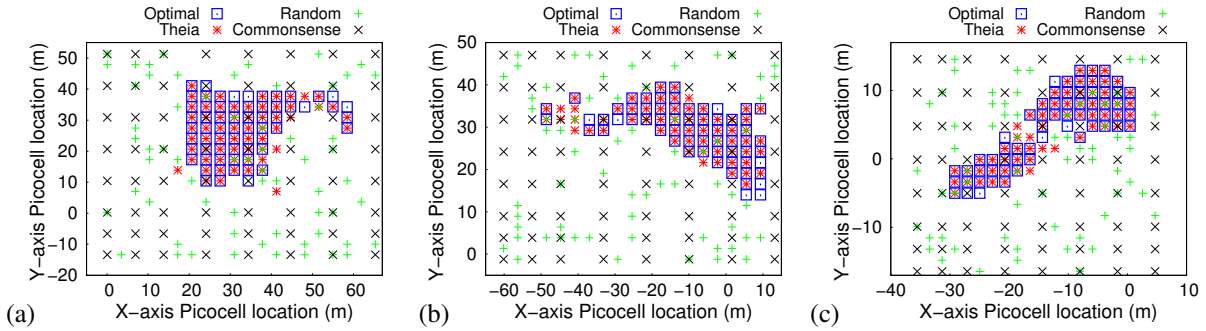 Optimal Random
Theia Commonsense
Y-axis Picocell location (m)
50
40
30
20
10
0
−10
−20
0 10 20 30 40 50 60
X-axis Picocell location (m)
(a)
Optimal Random
Theia Commonsense
Y-axis Picocell location (m)
50
40
30
20
10
0
−60 −50 −40 −30 −20 −10 0 10
X-axis Picocell location (m)
(b)
Optimal Random
Theia Commonsense
Y-axis Picocell location (m)
10
0
−10
−40 −30 −20 −10 0 10
X-axis Picocell location (m)
(c)